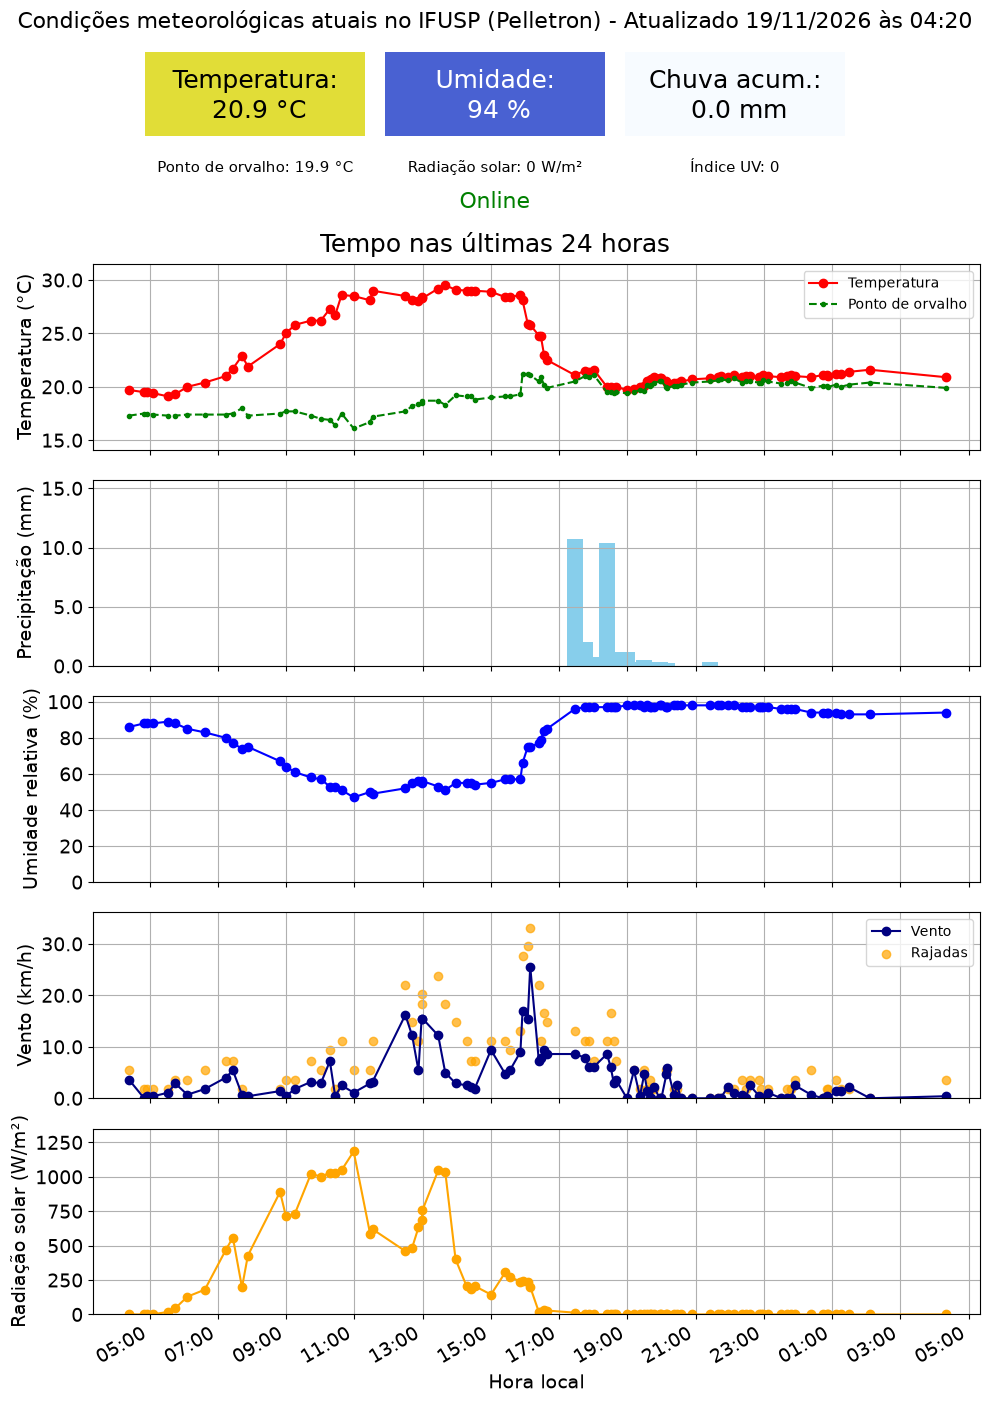 Condições meteorológicas atuais no IFUSP (Pelletron) - Atualizado 19/11/2026 às 04:20
Temperatura:
20.9 °C
Umidade:
94 %
Chuva acum.:
0.0 mm
Ponto de orvalho: 19.9 °C
Radiação solar: 0 W/m²
Índice UV: 0
Online
Tempo nas últimas 24 horas
Temperatura (°C)
30.0
25.0
20.0
15.0
Temperatura
Ponto de orvalho
Precipitação (mm)
15.0
10.0
5.0
0.0
Umidade relativa (%)
100
80
60
40
20
0
Vento (km/h)
30.0
20.0
10.0
0.0
Vento
Rajadas
Radiação solar (W/m²)
1250
1000
750
500
250
0
05:00
07:00
09:00
11:00
13:00
15:00
17:00
19:00
21:00
23:00
01:00
03:00
05:00
Hora local